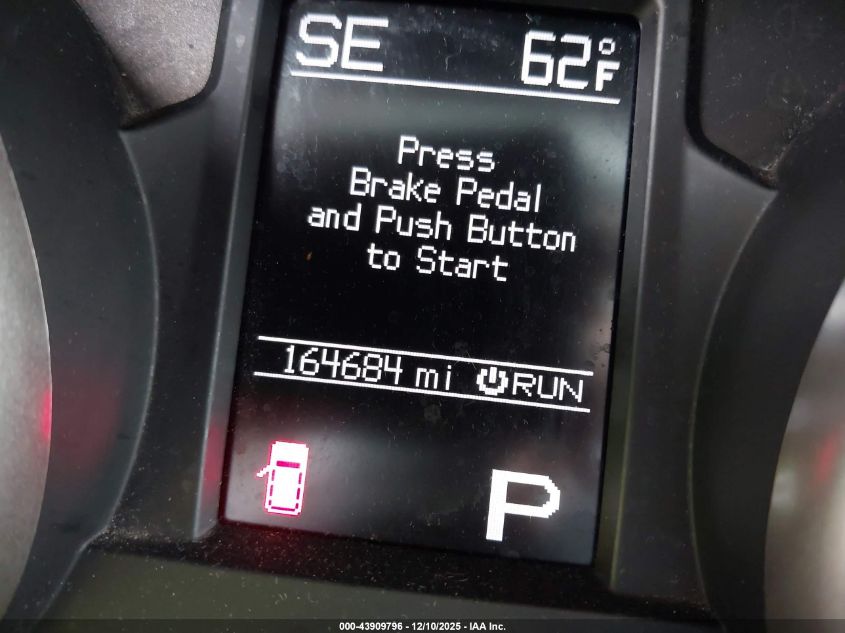 SE 62°F
Press
Brake Pedal
and Push Button
to Start
164684 mi RUN
P
000-43909796 - 12/10/2025 - IAA Inc.